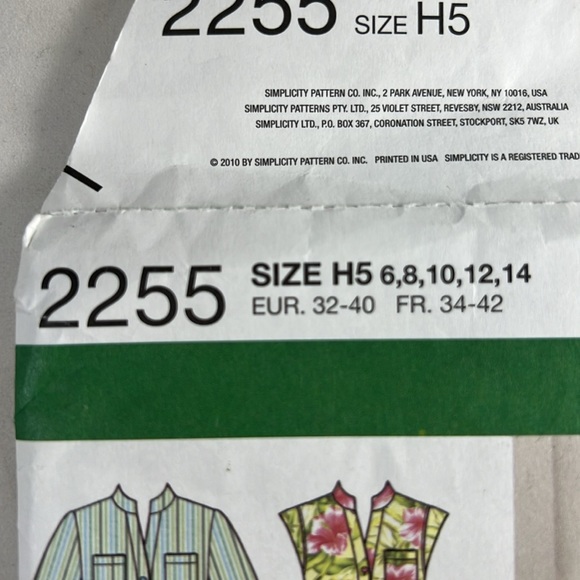 2255 SIZE H5
SIMPLICITY PATTERN CO. INC., 2 PARK AVENUE, NEW YORK, NY 10016, USA
SIMPLICITY PATTERNS PTY. LTD., 25 VIOLET STREET, REVESBY, NSW 2212, AUSTRALIA
SIMPLICITY LTD., P.O. BOX 367, CORONATION STREET, STOCKPORT, SK5 7WZ, UK
© 2010 BY SIMPLICITY PATTERN CO. INC. PRINTED IN USA SIMPLICITY IS A REGISTERED TRAD
2255 SIZE H5 6,8,10,12,14
EUR. 32-40 FR. 34-42